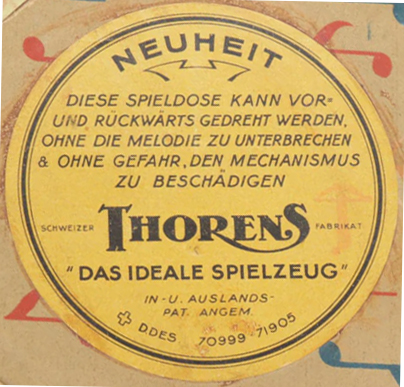 NEUHEIT
DIESE SPIELDOSE KANN VOR=
UND RÜCKWÄRTS GEDREHT WERDEN,
OHNE DIE MELODIE ZU UNTERBRECHEN
& OHNE GEFAHR, DEN MECHANISMUS
ZU BESCHÄDIGEN
SCHWEIZER THORENS FABRIKAT
"DAS IDEALE SPIELZEUG"
IN-U. AUSLANDS-
PAT. ANGEM.
D.DES 70999-71905